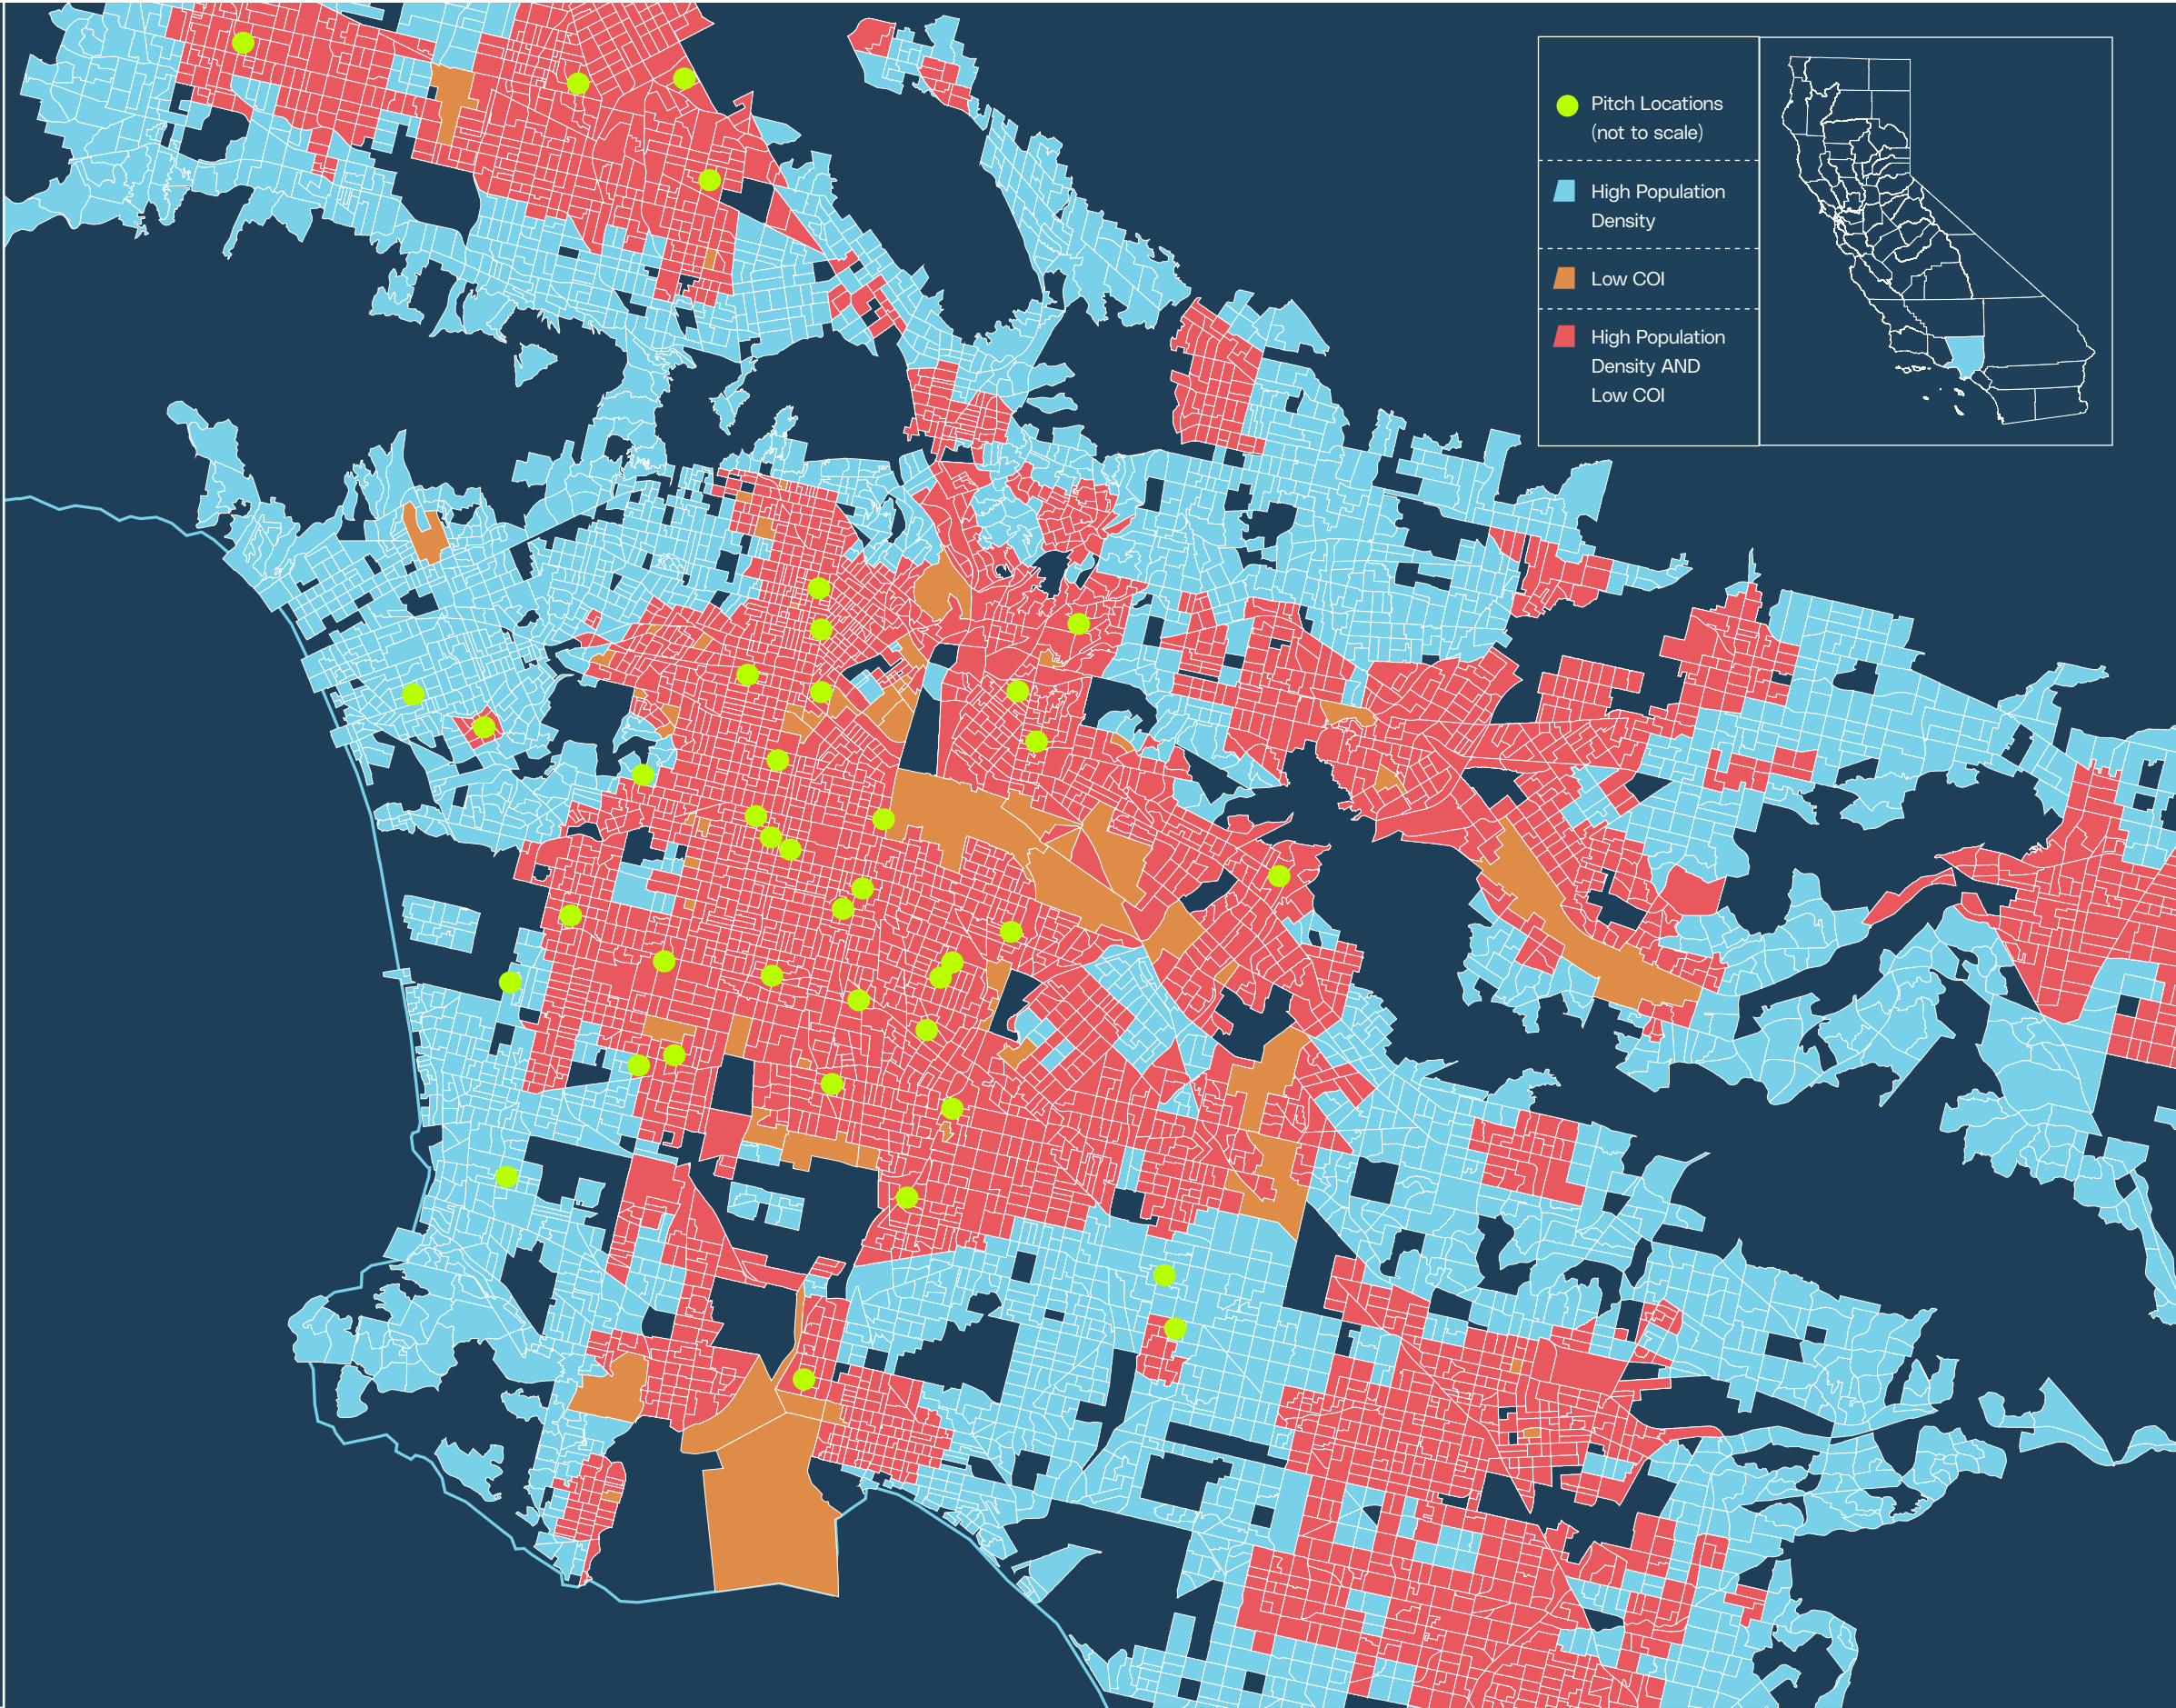 Pitch Locations
(not to scale)
High Population
Density
Low COI
High Population
Density AND
Low COI